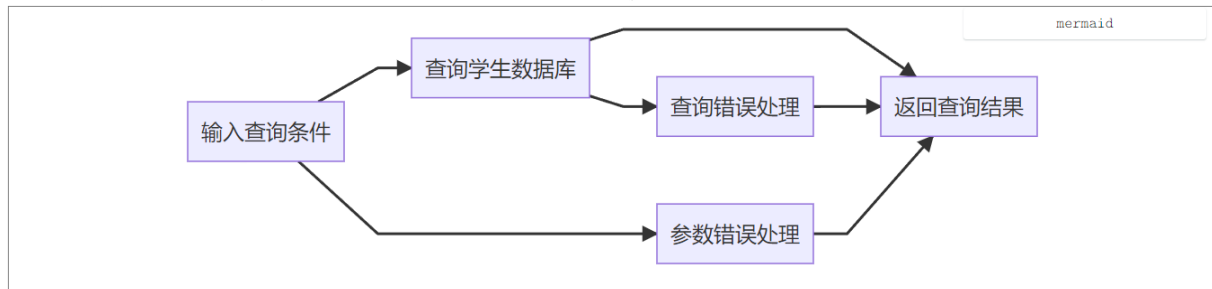 mermaid
查询学生数据库
输入查询条件
查询错误处理
返回查询结果
参数错误处理